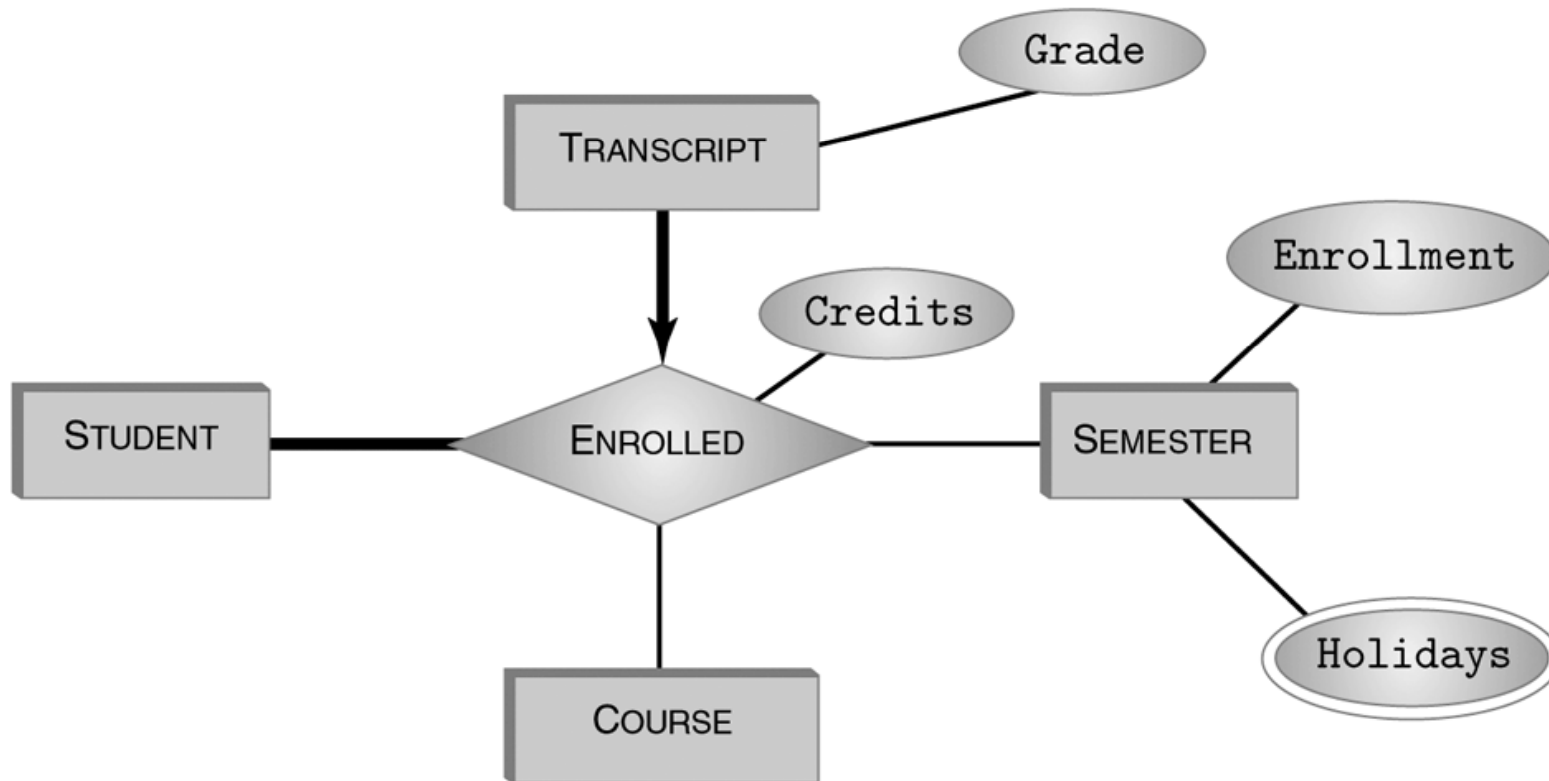 Grade
TRANSCRIPT
Enrollment
Credits
STUDENT
ENROLLED
SEMESTER
Holidays
COURSE